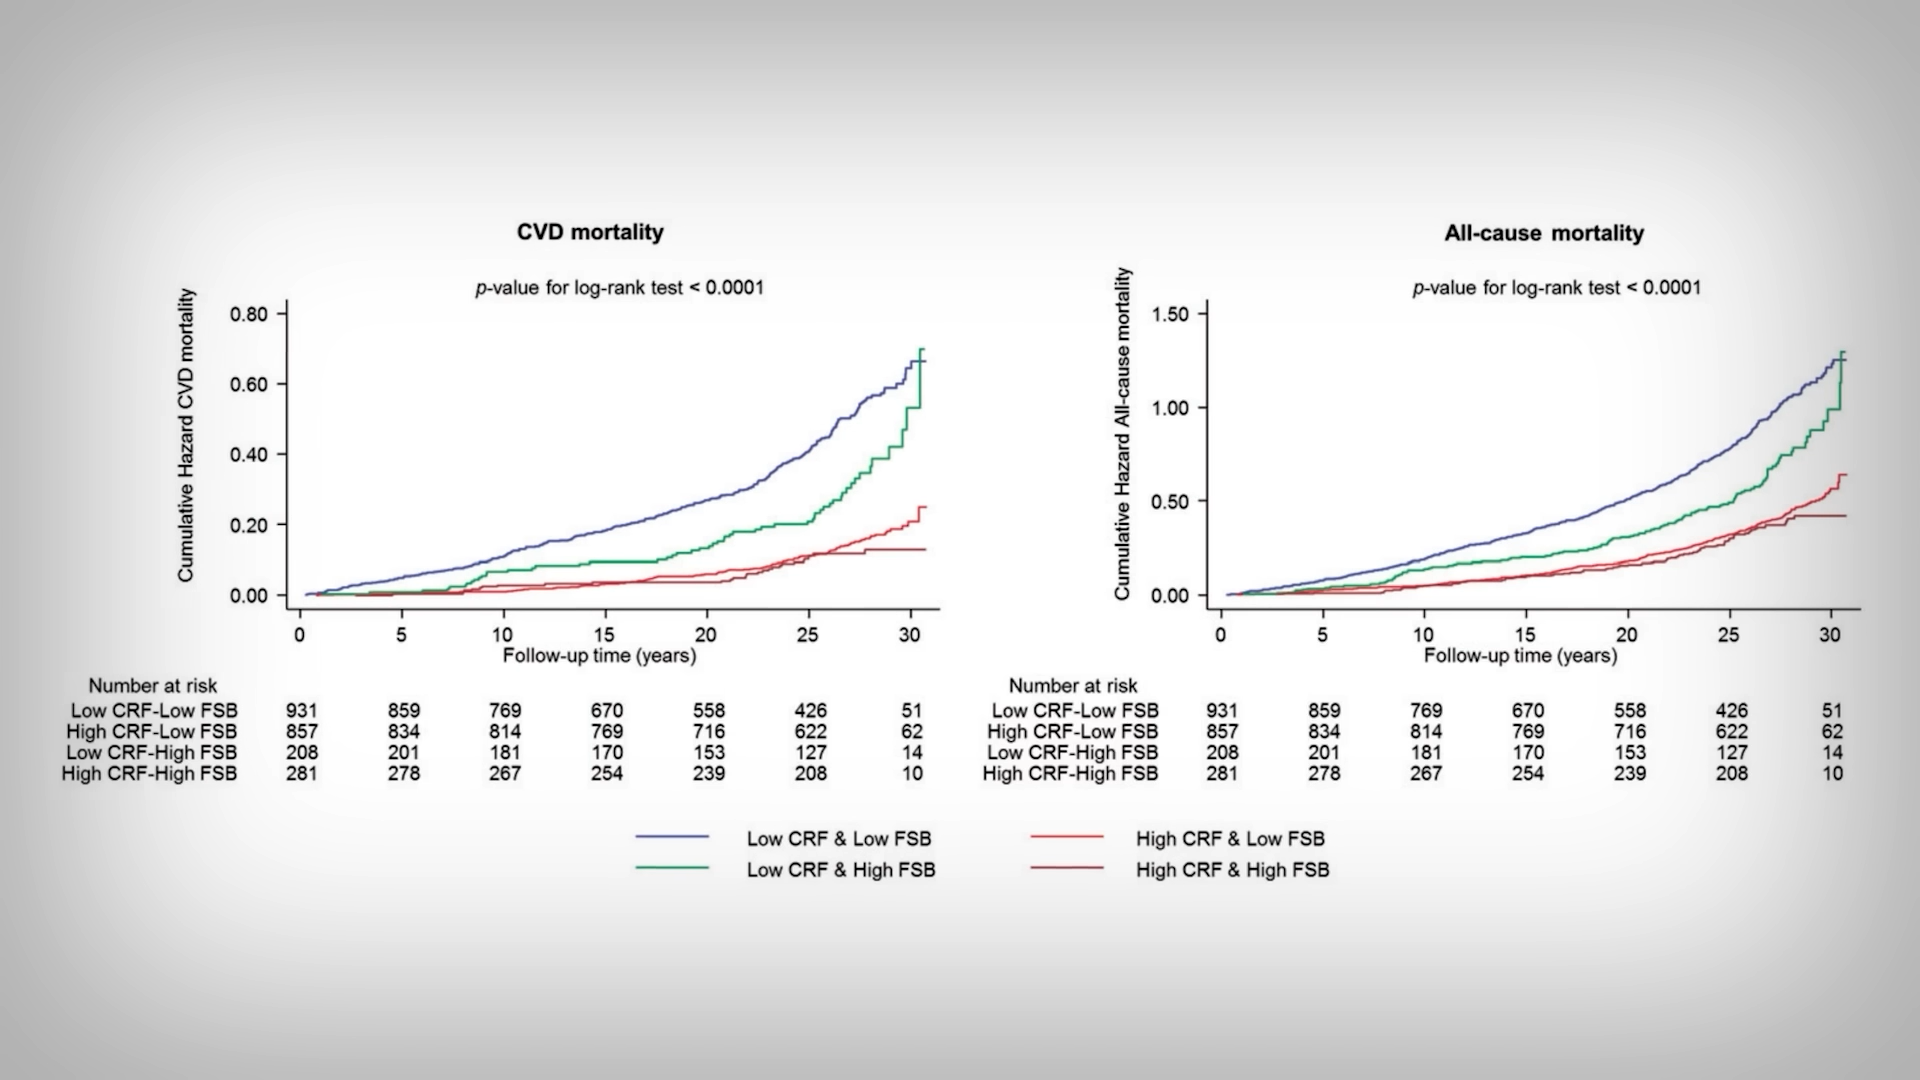 CVD mortality
p-value for log-rank test < 0.0001
Cumulative Hazard CVD mortality
0.80
0.60
0.40
0.20
0.00
0 5 10 15 20 25 30
Follow-up time (years)
Number at risk
Low CRF-Low FSB 931 859 769 670 558 426 51
High CRF-Low FSB 857 834 814 769 716 622 62
Low CRF-High FSB 208 201 181 170 153 127 14
High CRF-High FSB 281 278 267 254 239 208 10
All-cause mortality
p-value for log-rank test < 0.0001
Cumulative Hazard All-cause mortality
1.50
1.00
0.50
0.00
0 5 10 15 20 25 30
Follow-up time (years)
Number at risk
Low CRF-Low FSB 931 859 769 670 558 426 51
High CRF-Low FSB 857 834 814 769 716 622 62
Low CRF-High FSB 208 201 181 170 153 127 14
High CRF-High FSB 281 278 267 254 239 208 10
Low CRF & Low FSB
High CRF & Low FSB
Low CRF & High FSB
High CRF & High FSB